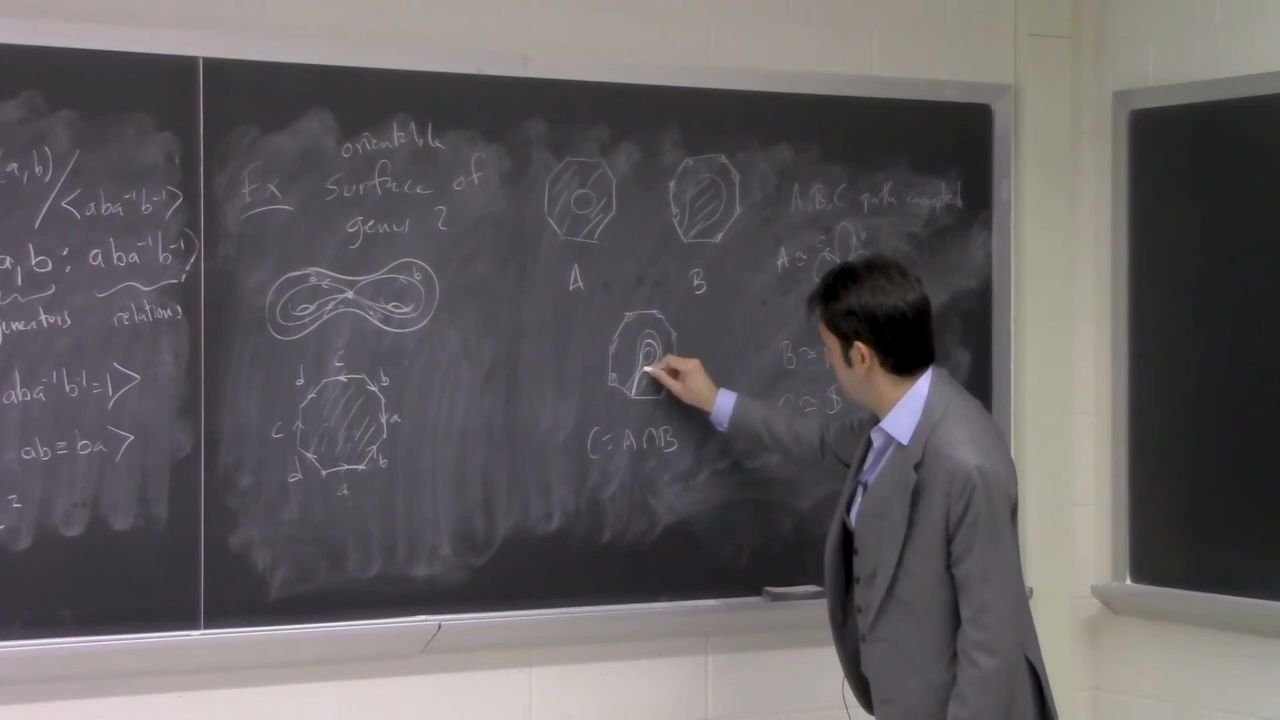 a, b)
/<aba⁻¹b⁻¹>
a, b : aba⁻¹b⁻¹)
relations
aba⁻¹b⁻¹=1>
ab=ba>
2
Ex
orientable
surface of
genus 2
b
c
d
b
c
a
d
b
a
A
B
C=A∩B
A,B,C path connected
A≃
B≃
C≃ S